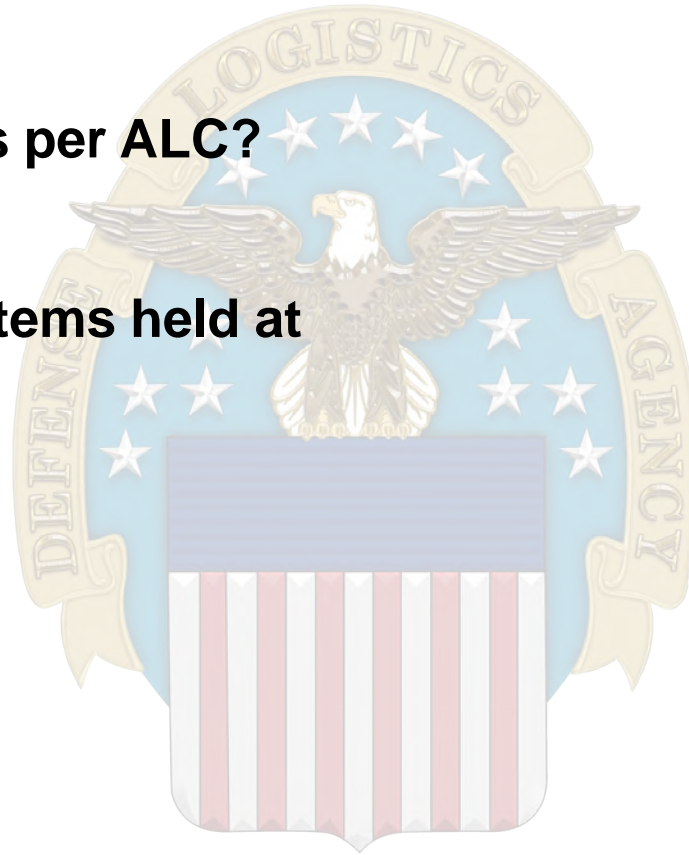 LOGISTICS
s per ALC?
tems held at
DEFENSE
AGENCY